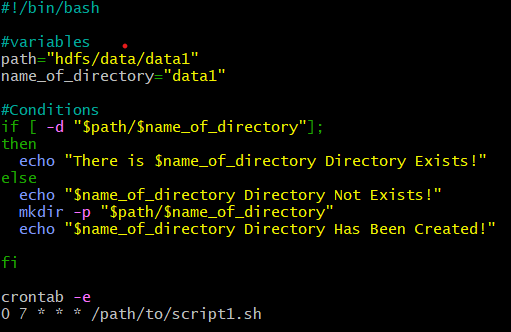 #!/bin/bash
#variables
path="hdfs/data/data1"
name_of_directory="data1"
#Conditions
if [ -d "$path/$name_of_directory"];
then
  echo "There is $name_of_directory Directory Exists!"
else
  echo "$name_of_directory Directory Not Exists!"
  mkdir -p "$path/$name_of_directory"
  echo "$name_of_directory Directory Has Been Created!"
fi
crontab -e
0 7 * * * /path/to/script1.sh